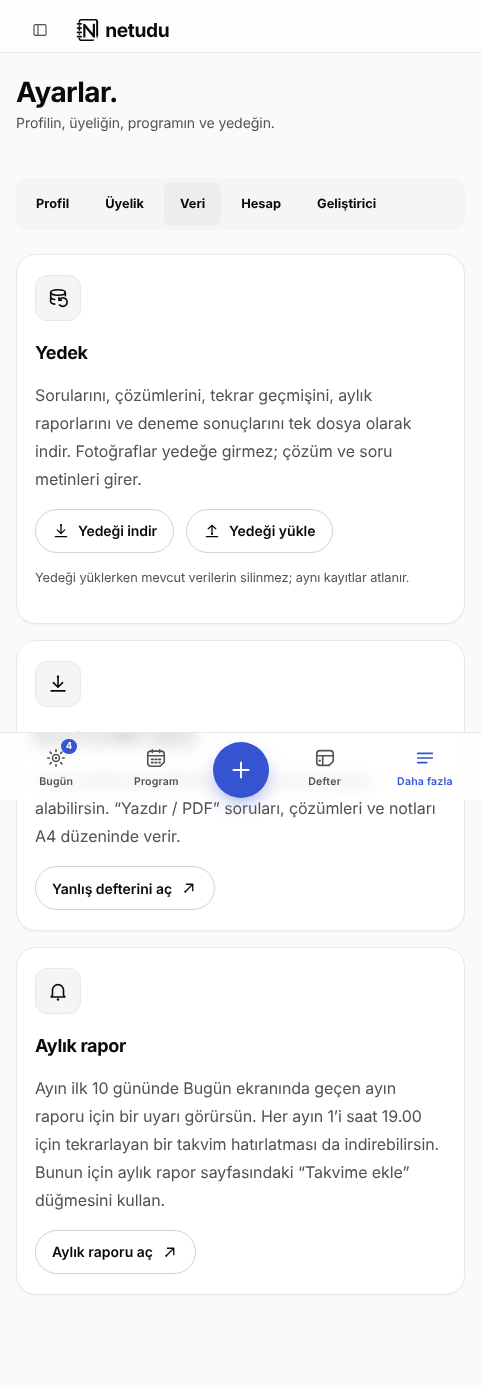 netudu
Ayarlar.
Profilin, üyeliğin, programın ve yedeğin.
Profil
Üyelik
Veri
Hesap
Geliştirici
Yedek
Sorularını, çözümlerini, tekrar geçmişini, aylık
raporlarını ve deneme sonuçlarını tek dosya olarak
indir. Fotoğraflar yedeğe girmez; çözüm ve soru
metinleri girer.
Yedeği indir
Yedeği yükle
Yedeği yüklerken mevcut verilerin silinmez; aynı kayıtlar atlanır.
4
Bugün
Program
Defter
Daha fazla
alabilirsin. “Yazdır / PDF” soruları, çözümleri ve notları
A4 düzeninde verir.
Yanlış defterini aç
Aylık rapor
Ayın ilk 10 gününde Bugün ekranında geçen ayın
raporu için bir uyarı görürsün. Her ayın 1’i saat 19.00
için tekrarlayan bir takvim hatırlatması da indirebilirsin.
Bunun için aylık rapor sayfasındaki “Takvime ekle”
düğmesini kullan.
Aylık raporu aç